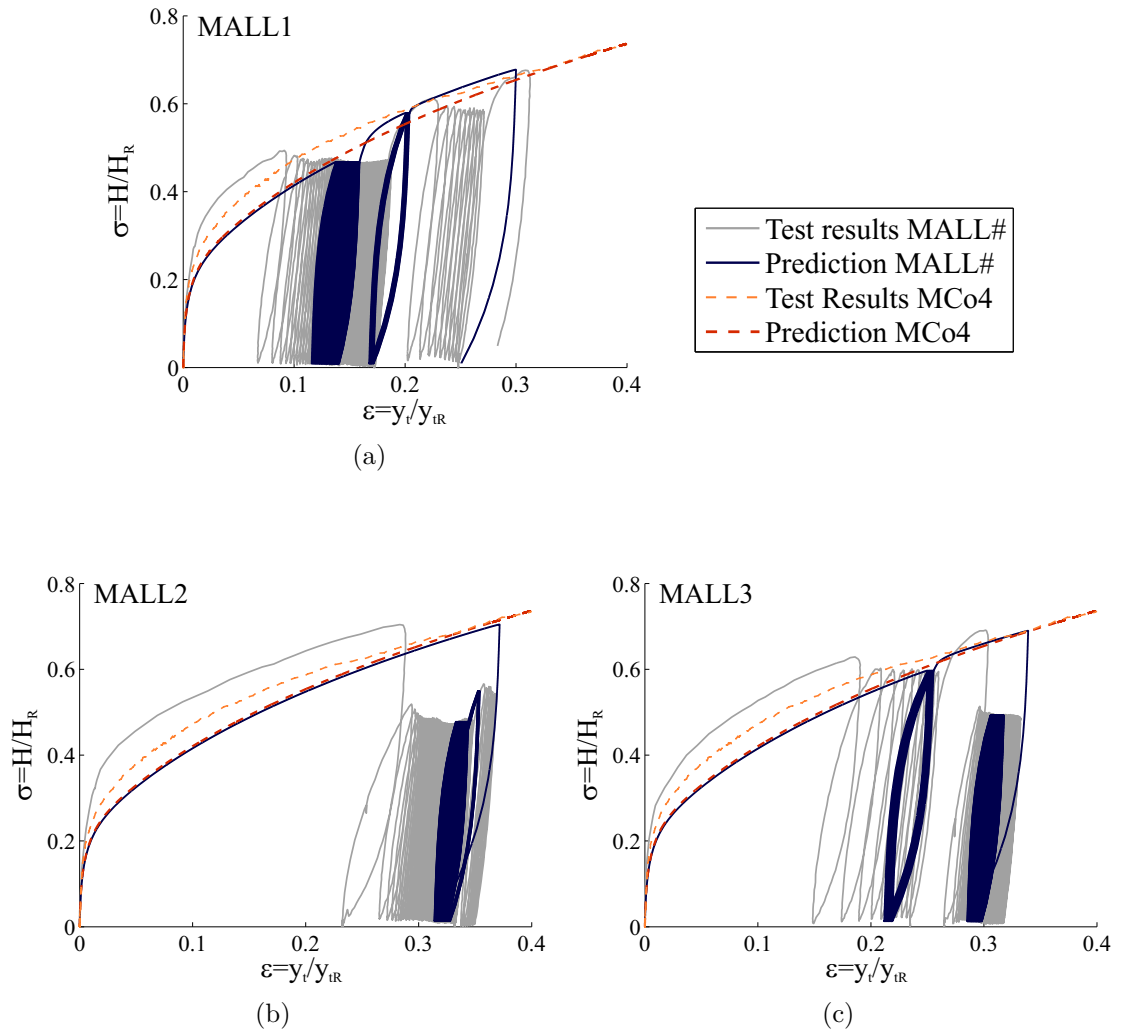 MALL1
0.8
0.6
0.4
0.2
0
σ=H/H_R
0 0.1 0.2 0.3 0.4
ε=y_t/y_tR
(a)
Test results MALL#
Prediction MALL#
Test Results MCo4
Prediction MCo4
MALL2
0.8
0.6
0.4
0.2
0
σ=H/H_R
0 0.1 0.2 0.3 0.4
ε=y_t/y_tR
(b)
MALL3
0.8
0.6
0.4
0.2
0
σ=H/H_R
0 0.1 0.2 0.3 0.4
ε=y_t/y_tR
(c)